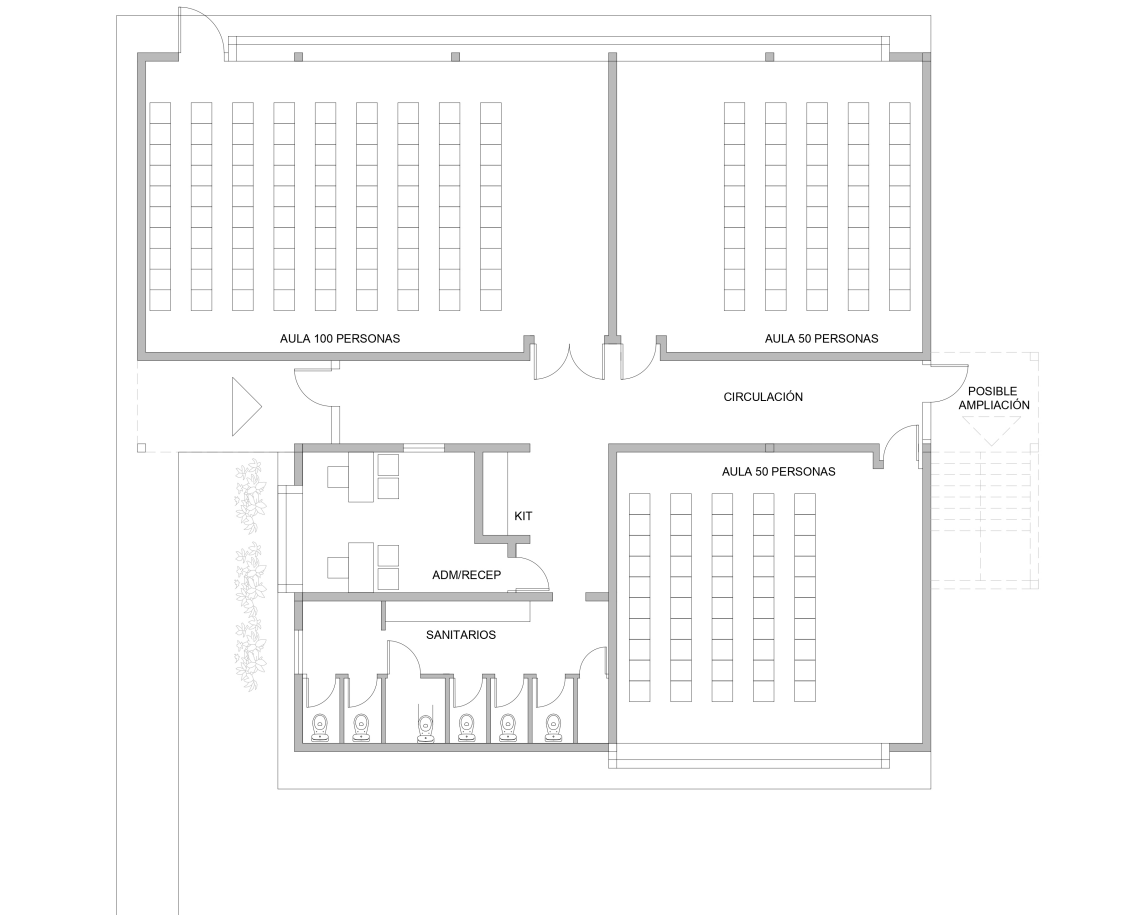 AULA 100 PERSONAS
AULA 50 PERSONAS
CIRCULACIÓN
POSIBLE
AMPLIACIÓN
AULA 50 PERSONAS
KIT
ADM/RECEP
SANITARIOS